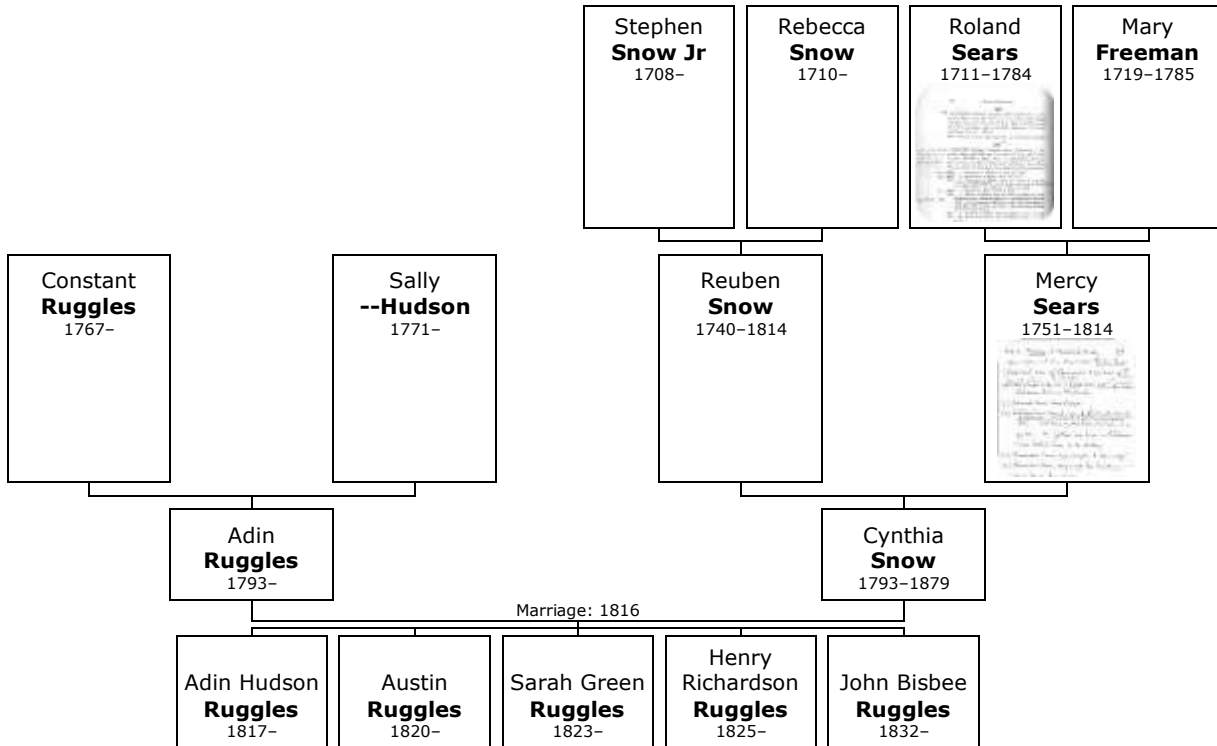 Stephen
Snow Jr
1708–
Rebecca
Snow
1710–
Roland
Sears
1711–1784
Mary
Freeman
1719–1785
Constant
Ruggles
1767–
Sally
--Hudson
1771–
Reuben
Snow
1740–1814
Mercy
Sears
1751–1814
Adin
Ruggles
1793–
Cynthia
Snow
1793–1879
Marriage: 1816
Adin Hudson
Ruggles
1817–
Austin
Ruggles
1820–
Sarah Green
Ruggles
1823–
Henry
Richardson
Ruggles
1825–
John Bisbee
Ruggles
1832–